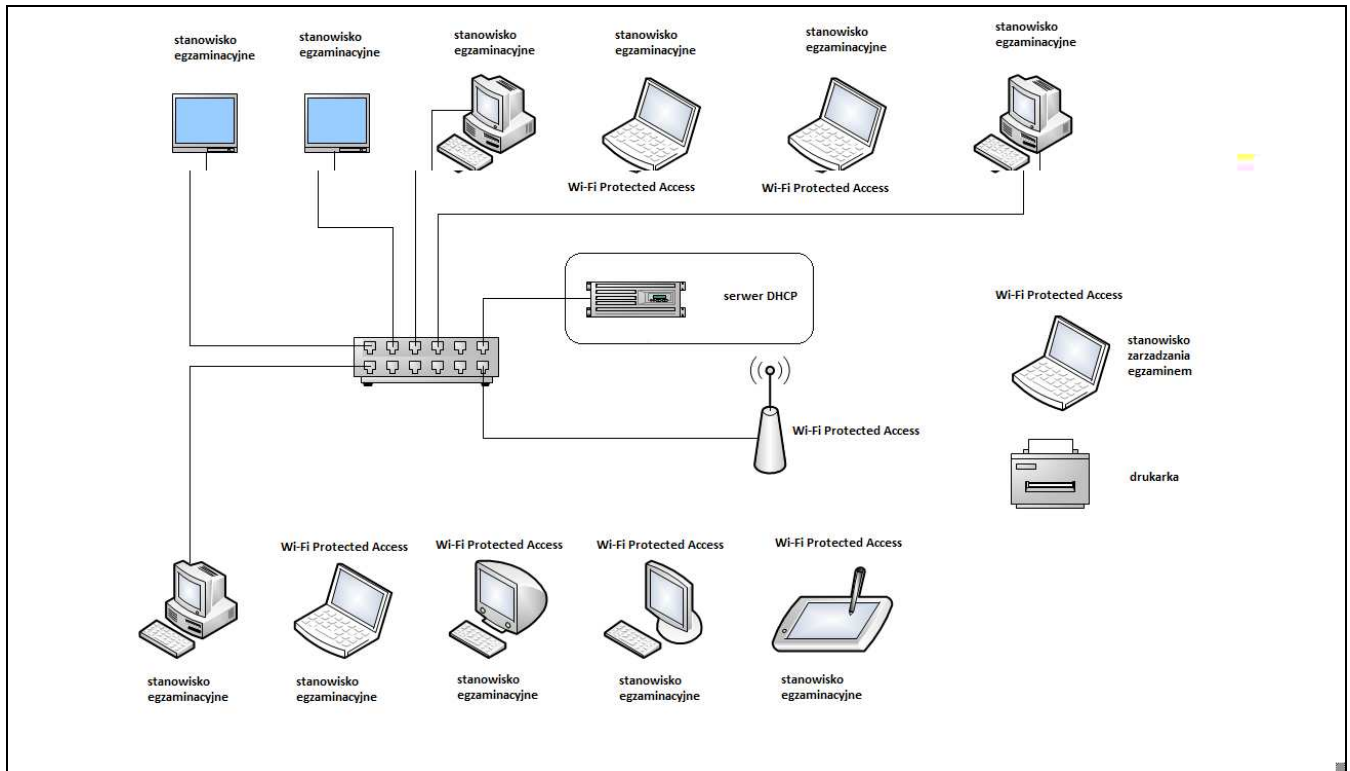 stanowisko
egzaminacyjne
stanowisko
egzaminacyjne
stanowisko
egzaminacyjne
stanowisko
egzaminacyjne
stanowisko
egzaminacyjne
stanowisko
egzaminacyjne
Wi-Fi Protected Access
Wi-Fi Protected Access
serwer DHCP
Wi-Fi Protected Access
stanowisko
zarzadzania
egzaminem
Wi-Fi Protected Access
drukarka
Wi-Fi Protected Access
Wi-Fi Protected Access
Wi-Fi Protected Access
Wi-Fi Protected Access
stanowisko
egzaminacyjne
stanowisko
egzaminacyjne
stanowisko
egzaminacyjne
stanowisko
egzaminacyjne
stanowisko
egzaminacyjne